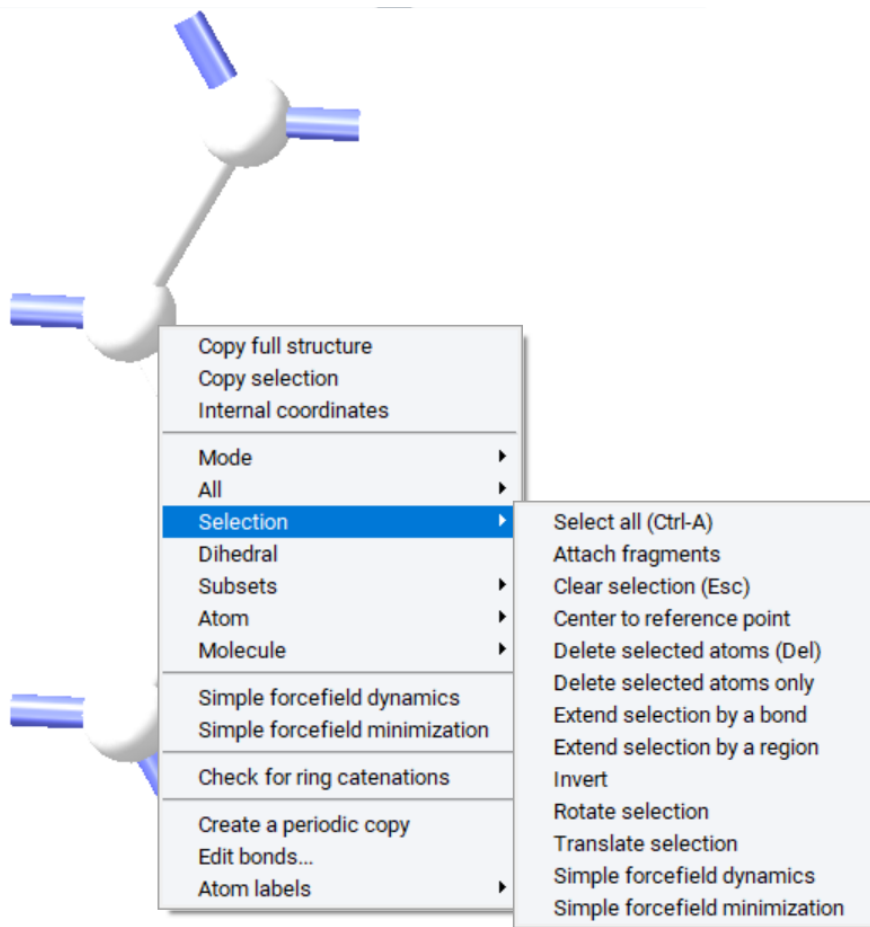 Copy full structure
Copy selection
Internal coordinates
Mode
All
Selection
Dihedral
Subsets
Atom
Molecule
Simple forcefield dynamics
Simple forcefield minimization
Check for ring catenations
Create a periodic copy
Edit bonds...
Atom labels
Select all (Ctrl-A)
Attach fragments
Clear selection (Esc)
Center to reference point
Delete selected atoms (Del)
Delete selected atoms only
Extend selection by a bond
Extend selection by a region
Invert
Rotate selection
Translate selection
Simple forcefield dynamics
Simple forcefield minimization